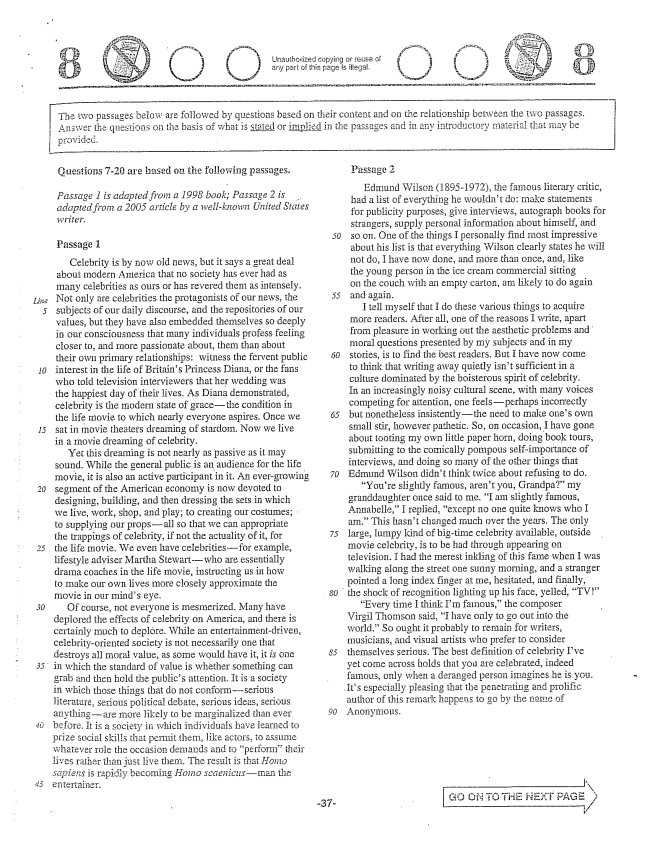 8
Unauthorized copying or reuse of
any part of this page is illegal.
8
The two passages below are followed by questions based on their content and on the relationship between the two passages.
Answer the questions on the basis of what is stated or implied in the passages and in any introductory material that may be
provided.
Questions 7-20 are based on the following passages.
Passage 1 is adapted from a 1998 book; Passage 2 is
adapted from a 2005 article by a well-known United States
writer.
Passage 1
Celebrity is by now old news, but it says a great deal
about modern America that no society has ever had as
many celebrities as ours or has revered them as intensely.
Line Not only are celebrities the protagonists of our news, the
5 subjects of our daily discourse, and the repositories of our
values, but they have also embedded themselves so deeply
in our consciousness that many individuals profess feeling
closer to, and more passionate about, them than about
their own primary relationships: witness the fervent public
10 interest in the life of Britain's Princess Diana, or the fans
who told television interviewers that her wedding was
the happiest day of their lives. As Diana demonstrated,
celebrity is the modern state of grace—the condition in
the life movie to which nearly everyone aspires. Once we
15 sat in movie theaters dreaming of stardom. Now we live
in a movie dreaming of celebrity.
Yet this dreaming is not nearly as passive as it may
sound. While the general public is an audience for the life
movie, it is also an active participant in it. An ever-growing
20 segment of the American economy is now devoted to
designing, building, and then dressing the sets in which
we live, work, shop, and play; to creating our costumes;
to supplying our props—all so that we can appropriate
the trappings of celebrity, if not the actuality of it, for
25 the life movie. We even have celebrities—for example,
lifestyle adviser Martha Stewart—who are essentially
drama coaches in the life movie, instructing us in how
to make our own lives more closely approximate the
movie in our mind's eye.
30 Of course, not everyone is mesmerized. Many have
deplored the effects of celebrity on America, and there is
certainly much to deplore. While an entertainment-driven,
celebrity-oriented society is not necessarily one that
destroys all moral value, as some would have it, it is one
35 in which the standard of value is whether something can
grab and then hold the public's attention. It is a society
in which those things that do not conform—serious
literature, serious political debate, serious ideas, serious
anything—are more likely to be marginalized than ever
40 before. It is a society in which individuals have learned to
prize social skills that permit them, like actors, to assume
whatever role the occasion demands and to "perform" their
lives rather than just live them. The result is that Homo
sapiens is rapidly becoming Homo scaenicus—man the
45 entertainer.
Passage 2
Edmund Wilson (1895-1972), the famous literary critic,
had a list of everything he wouldn't do: make statements
for publicity purposes, give interviews, autograph books for
strangers, supply personal information about himself, and
50 so on. One of the things I personally find most impressive
about his list is that everything Wilson clearly states he will
not do, I have now done, and more than once, and, like
the young person in the ice cream commercial sitting
on the couch with an empty carton, am likely to do again
55 and again.
I tell myself that I do these various things to acquire
more readers. After all, one of the reasons I write, apart
from pleasure in working out the aesthetic problems and
moral questions presented by my subjects and in my
60 stories, is to find the best readers. But I have now come
to think that writing away quietly isn't sufficient in a
culture dominated by the boisterous spirit of celebrity.
In an increasingly noisy cultural scene, with many voices
competing for attention, one feels—perhaps incorrectly
65 but nonetheless insistently—the need to make one's own
small stir, however pathetic. So, on occasion, I have gone
about tooting my own little paper horn, doing book tours,
submitting to the comically pompous self-importance of
interviews, and doing so many of the other things that
70 Edmund Wilson didn't think twice about refusing to do.
"You're slightly famous, aren't you, Grandpa?" my
granddaughter once said to me. "I am slightly famous,
Annabelle," I replied, "except no one quite knows who I
am." This hasn't changed much over the years. The only
75 large, lumpy kind of big-time celebrity available, outside
movie celebrity, is to be had through appearing on
television. I had the merest inkling of this fame when I was
walking along the street one sunny morning, and a stranger
pointed a long index finger at me, hesitated, and finally,
80 the shock of recognition lighting up his face, yelled, "TV!"
"Every time I think I'm famous," the composer
Virgil Thomson said, "I have only to go out into the
world." So ought it probably to remain for writers,
musicians, and visual artists who prefer to consider
85 themselves serious. The best definition of celebrity I've
yet come across holds that you are celebrated, indeed
famous, only when a deranged person imagines he is you.
It's especially pleasing that the penetrating and prolific
author of this remark happens to go by the name of
90 Anonymous.
-37-
GO ON TO THE NEXT PAGE